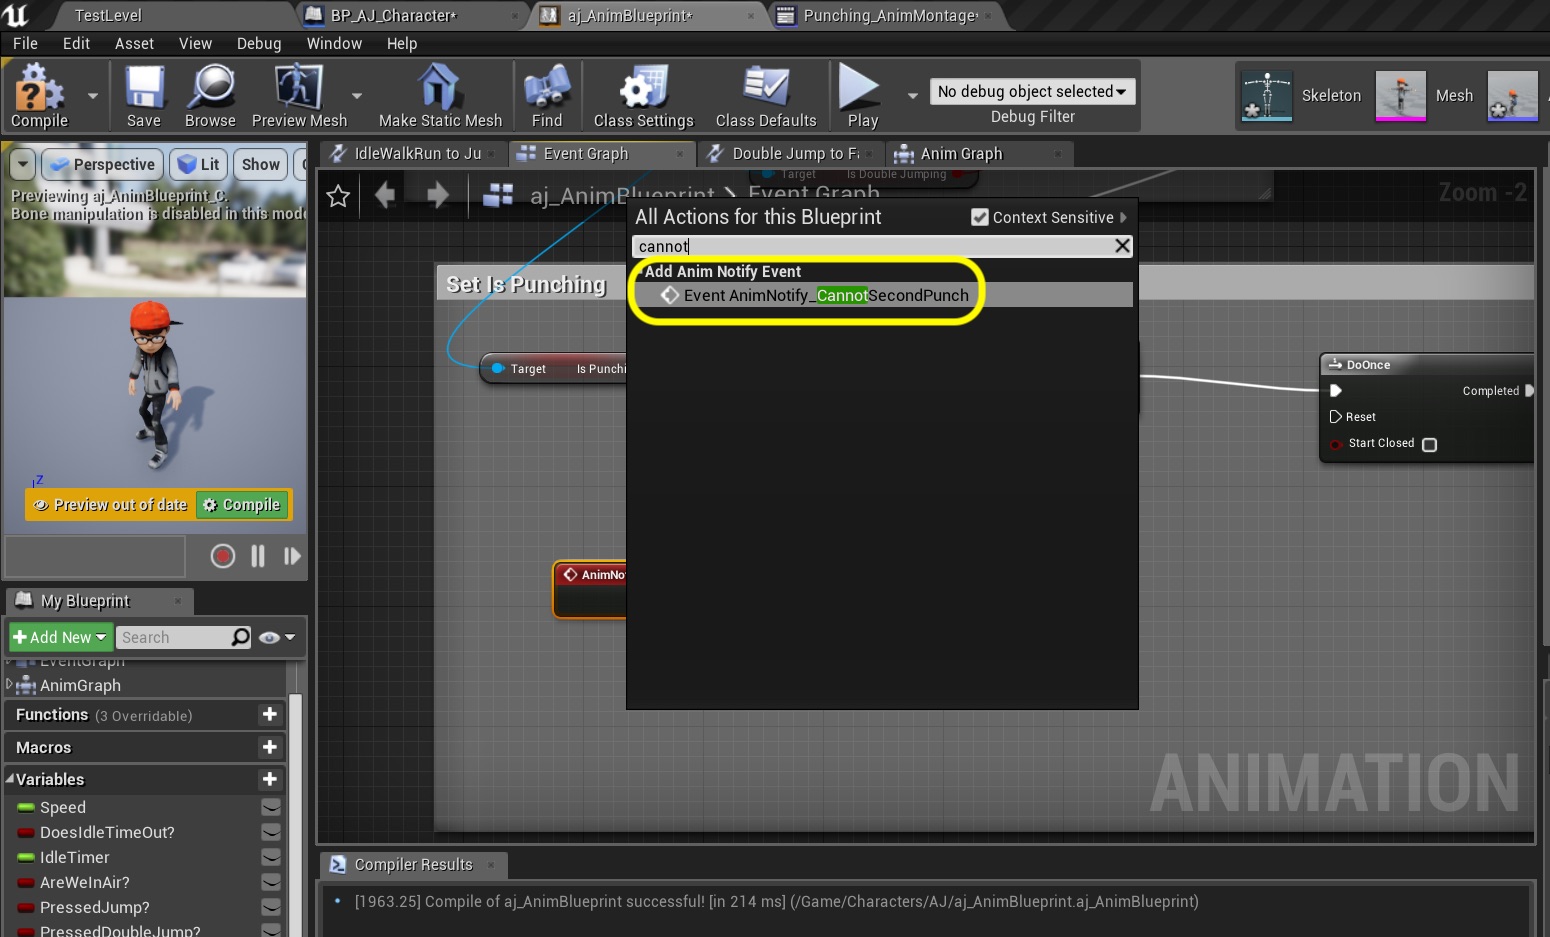 TestLevel
BP_AJ_Character*
aj_AnimBlueprint*
Punching_AnimMontage*
File Edit Asset View Debug Window Help
Compile
Save
Browse
Preview Mesh
Make Static Mesh
Find
Class Settings
Class Defaults
Play
No debug object selected
Debug Filter
Skeleton
Mesh
IdleWalkRun to Ju
Event Graph
Double Jump to Fa
Anim Graph
Perspective
Lit
Show
Previewing aj_AnimBlueprint_C.
Bone manipulation is disabled in this mode
Target Is Double Jumping
aj_AnimBlueprint > Event Graph
Zoom -2
All Actions for this Blueprint
Context Sensitive
cannot
Add Anim Notify Event
Event AnimNotify_CannotSecondPunch
Set Is Punching
Target Is Punchi
DoOnce
Completed
Reset
Start Closed
Z
Preview out of date
Compile
AnimNo
ANIMATION
My Blueprint
Add New
Search
EventGraph
AnimGraph
Functions (3 Overridable)
Macros
Variables
Speed
DoesIdleTimeOut?
IdleTimer
AreWeInAir?
PressedJump?
PressedDoubleJump?
Compiler Results
[1963.25] Compile of aj_AnimBlueprint successful! [in 214 ms] (/Game/Characters/AJ/aj_AnimBlueprint.aj_AnimBlueprint)